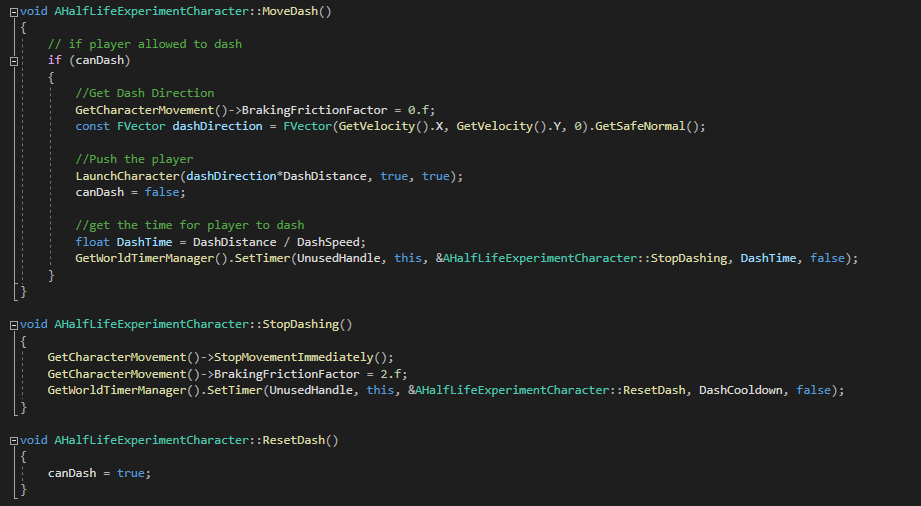 void AHalfLifeExperimentCharacter::MoveDash()
{
// if player allowed to dash
if (canDash)
{
//Get Dash Direction
GetCharacterMovement()->BrakingFrictionFactor = 0.f;
const FVector dashDirection = FVector(GetVelocity().X, GetVelocity().Y, 0).GetSafeNormal();
//Push the player
LaunchCharacter(dashDirection*DashDistance, true, true);
canDash = false;
//get the time for player to dash
float DashTime = DashDistance / DashSpeed;
GetWorldTimerManager().SetTimer(UnusedHandle, this, &AHalfLifeExperimentCharacter::StopDashing, DashTime, false);
}
}
void AHalfLifeExperimentCharacter::StopDashing()
{
GetCharacterMovement()->StopMovementImmediately();
GetCharacterMovement()->BrakingFrictionFactor = 2.f;
GetWorldTimerManager().SetTimer(UnusedHandle, this, &AHalfLifeExperimentCharacter::ResetDash, DashCooldown, false);
}
void AHalfLifeExperimentCharacter::ResetDash()
{
canDash = true;
}